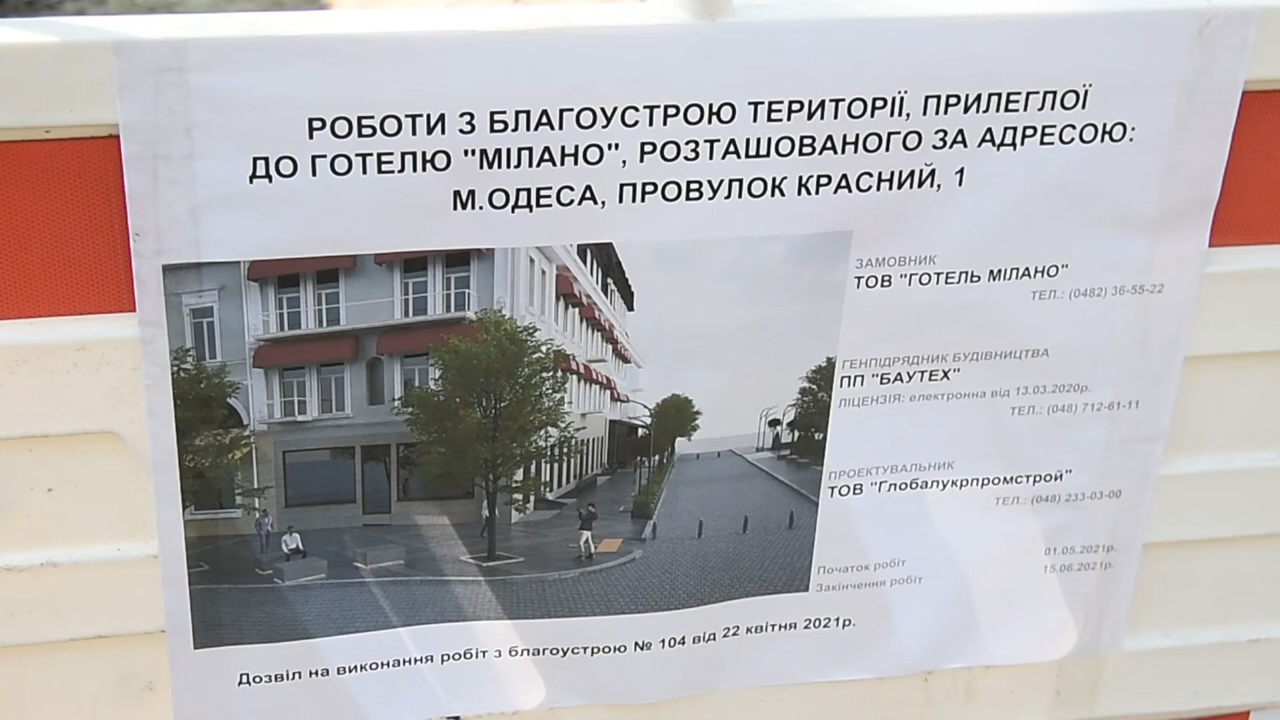 РОБОТИ З БЛАГОУСТРОЮ ТЕРИТОРІЇ, ПРИЛЕГЛОЇ
ДО ГОТЕЛЮ "МІЛАНО", РОЗТАШОВАНОГО ЗА АДРЕСОЮ:
М.ОДЕСА, ПРОВУЛОК КРАСНИЙ, 1
ЗАМОВНИК
ТОВ "ГОТЕЛЬ МІЛАНО"
ТЕЛ.: (0482) 36-55-22
ГЕНПІДРЯДНИК БУДІВНИЦТВА
ПП "БАУТЕХ"
ЛІЦЕНЗІЯ: електронна від 13.03.2020р.
ТЕЛ.: (048) 712-61-11
ПРОЕКТУВАЛЬНИК
ТОВ "Глобалукрпромстрой"
ТЕЛ.: (048) 233-03-00
Початок робіт 01.05.2021р.
Закінчення робіт 15.06.2021р.
Дозвіл на виконання робіт з благоустрою № 104 від 22 квітня 2021р.